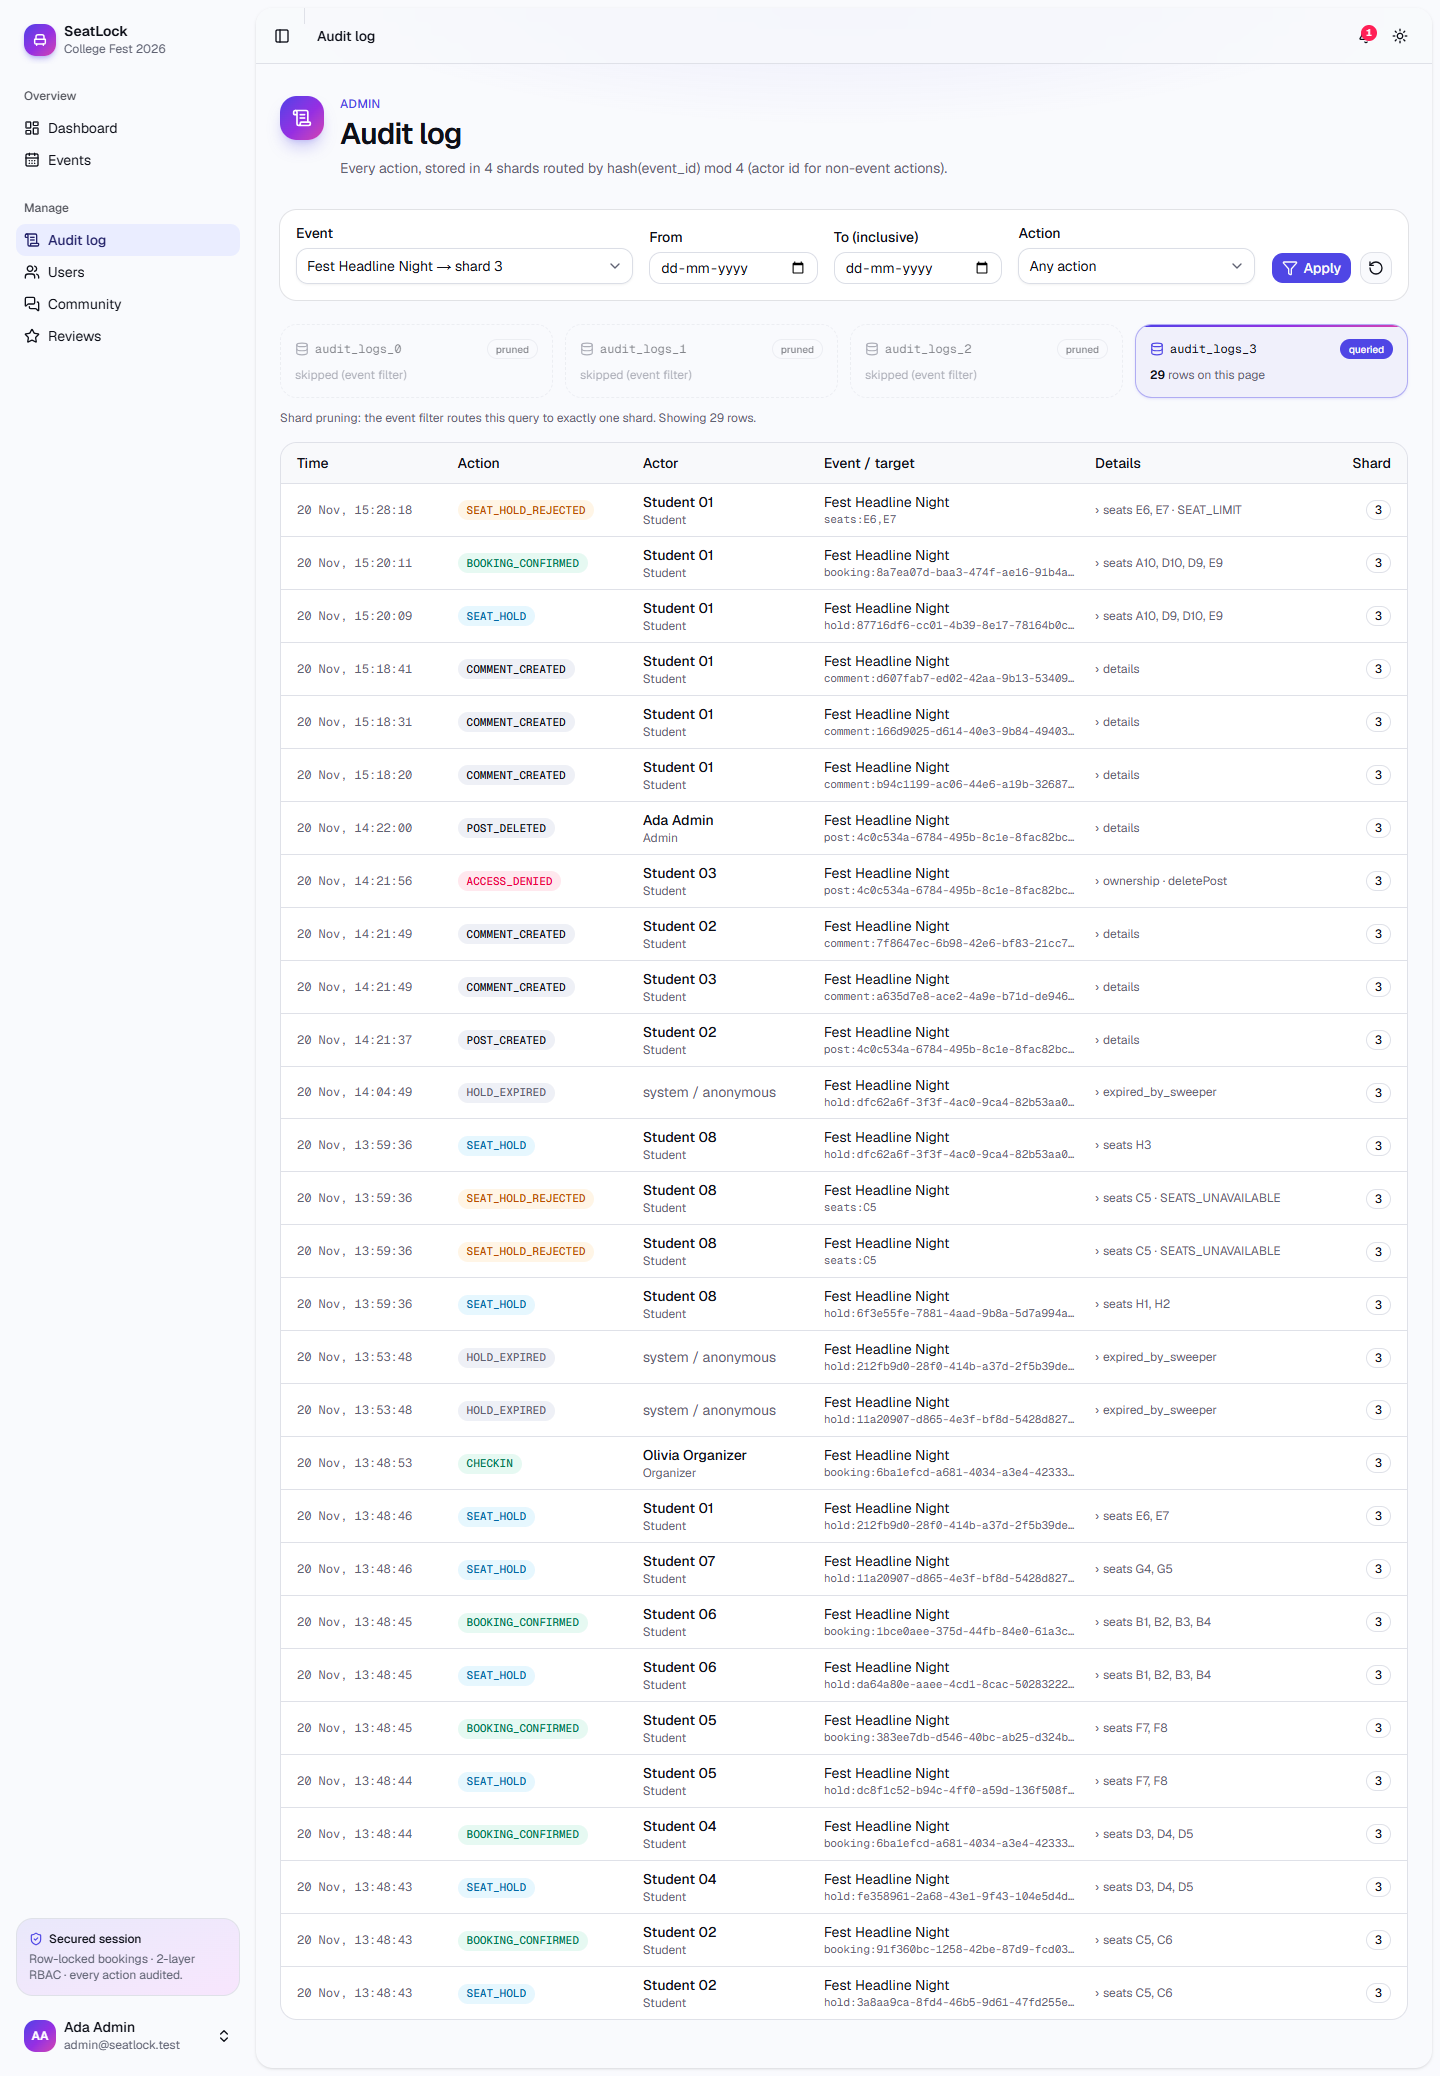 SeatLock
College Fest 2026
Overview
Dashboard
Events
Manage
Audit log
Users
Community
Reviews
Secured session
Row-locked bookings · 2-layer
RBAC · every action audited.
AA
Ada Admin
admin@seatlock.test
Audit log
1
ADMIN
Audit log
Every action, stored in 4 shards routed by hash(event_id) mod 4 (actor id for non-event actions).
Event From To (inclusive) Action
Fest Headline Night → shard 3 dd-mm-yyyy dd-mm-yyyy Any action Apply
audit_logs_0 pruned audit_logs_1 pruned audit_logs_2 pruned audit_logs_3 queried
skipped (event filter) skipped (event filter) skipped (event filter) 29 rows on this page
Shard pruning: the event filter routes this query to exactly one shard. Showing 29 rows.
Time Action Actor Event / target Details Shard
20 Nov, 15:28:18 SEAT_HOLD_REJECTED Student 01 Fest Headline Night › seats E6, E7 · SEAT_LIMIT 3
Student seats:E6,E7
20 Nov, 15:20:11 BOOKING_CONFIRMED Student 01 Fest Headline Night › seats A10, D10, D9, E9 3
Student booking:8a7ea07d-baa3-474f-ae16-91b4a…
20 Nov, 15:20:09 SEAT_HOLD Student 01 Fest Headline Night › seats A10, D9, D10, E9 3
Student hold:87716df6-cc01-4b39-8e17-78164b0c…
20 Nov, 15:18:41 COMMENT_CREATED Student 01 Fest Headline Night › details 3
Student comment:d607fab7-ed02-42aa-9b13-53409…
20 Nov, 15:18:31 COMMENT_CREATED Student 01 Fest Headline Night › details 3
Student comment:166d9025-d614-40e3-9b84-49403…
20 Nov, 15:18:20 COMMENT_CREATED Student 01 Fest Headline Night › details 3
Student comment:b94c1199-ac06-44e6-a19b-32687…
20 Nov, 14:22:00 POST_DELETED Ada Admin Fest Headline Night › details 3
Admin post:4c0c534a-6784-495b-8c1e-8fac82bc…
20 Nov, 14:21:56 ACCESS_DENIED Student 03 Fest Headline Night › ownership · deletePost 3
Student post:4c0c534a-6784-495b-8c1e-8fac82bc…
20 Nov, 14:21:49 COMMENT_CREATED Student 02 Fest Headline Night › details 3
Student comment:7f8647ec-6b98-42e6-bf83-21cc7…
20 Nov, 14:21:49 COMMENT_CREATED Student 03 Fest Headline Night › details 3
Student comment:a635d7e8-ace2-4a9e-b71d-de946…
20 Nov, 14:21:37 POST_CREATED Student 02 Fest Headline Night › details 3
Student post:4c0c534a-6784-495b-8c1e-8fac82bc…
20 Nov, 14:04:49 HOLD_EXPIRED system / anonymous Fest Headline Night › expired_by_sweeper 3
hold:dfc62a6f-3f3f-4ac0-9ca4-82b53aa0…
20 Nov, 13:59:36 SEAT_HOLD Student 08 Fest Headline Night › seats H3 3
Student hold:dfc62a6f-3f3f-4ac0-9ca4-82b53aa0…
20 Nov, 13:59:36 SEAT_HOLD_REJECTED Student 08 Fest Headline Night › seats C5 · SEATS_UNAVAILABLE 3
Student seats:C5
20 Nov, 13:59:36 SEAT_HOLD_REJECTED Student 08 Fest Headline Night › seats C5 · SEATS_UNAVAILABLE 3
Student seats:C5
20 Nov, 13:59:36 SEAT_HOLD Student 08 Fest Headline Night › seats H1, H2 3
Student hold:6f3e55fe-7881-4aad-9b8a-5d7a994a…
20 Nov, 13:53:48 HOLD_EXPIRED system / anonymous Fest Headline Night › expired_by_sweeper 3
hold:212fb9d0-28f0-414b-a37d-2f5b39de…
20 Nov, 13:53:48 HOLD_EXPIRED system / anonymous Fest Headline Night › expired_by_sweeper 3
hold:11a20907-d865-4e3f-bf8d-5428d827…
20 Nov, 13:48:53 CHECKIN Olivia Organizer Fest Headline Night 3
Organizer booking:6ba1efcd-a681-4034-a3e4-42333…
20 Nov, 13:48:46 SEAT_HOLD Student 01 Fest Headline Night › seats E6, E7 3
Student hold:212fb9d0-28f0-414b-a37d-2f5b39de…
20 Nov, 13:48:46 SEAT_HOLD Student 07 Fest Headline Night › seats G4, G5 3
Student hold:11a20907-d865-4e3f-bf8d-5428d827…
20 Nov, 13:48:45 BOOKING_CONFIRMED Student 06 Fest Headline Night › seats B1, B2, B3, B4 3
Student booking:1bce0aee-375d-44fb-84e0-61a3c…
20 Nov, 13:48:45 SEAT_HOLD Student 06 Fest Headline Night › seats B1, B2, B3, B4 3
Student hold:da64a80e-aaee-4cd1-8cac-50283222…
20 Nov, 13:48:45 BOOKING_CONFIRMED Student 05 Fest Headline Night › seats F7, F8 3
Student booking:383ee7db-d546-40bc-ab25-d324b…
20 Nov, 13:48:44 SEAT_HOLD Student 05 Fest Headline Night › seats F7, F8 3
Student hold:dc8f1c52-b94c-4ff0-a59d-136f508f…
20 Nov, 13:48:44 BOOKING_CONFIRMED Student 04 Fest Headline Night › seats D3, D4, D5 3
Student booking:6ba1efcd-a681-4034-a3e4-42333…
20 Nov, 13:48:43 SEAT_HOLD Student 04 Fest Headline Night › seats D3, D4, D5 3
Student hold:fe358961-2a68-43e1-9f43-104e5d4d…
20 Nov, 13:48:43 BOOKING_CONFIRMED Student 02 Fest Headline Night › seats C5, C6 3
Student booking:91f360bc-1258-42be-87d9-fcd03…
20 Nov, 13:48:43 SEAT_HOLD Student 02 Fest Headline Night › seats C5, C6 3
Student hold:3a8aa9ca-8fd4-46b5-9d61-47fd255e…